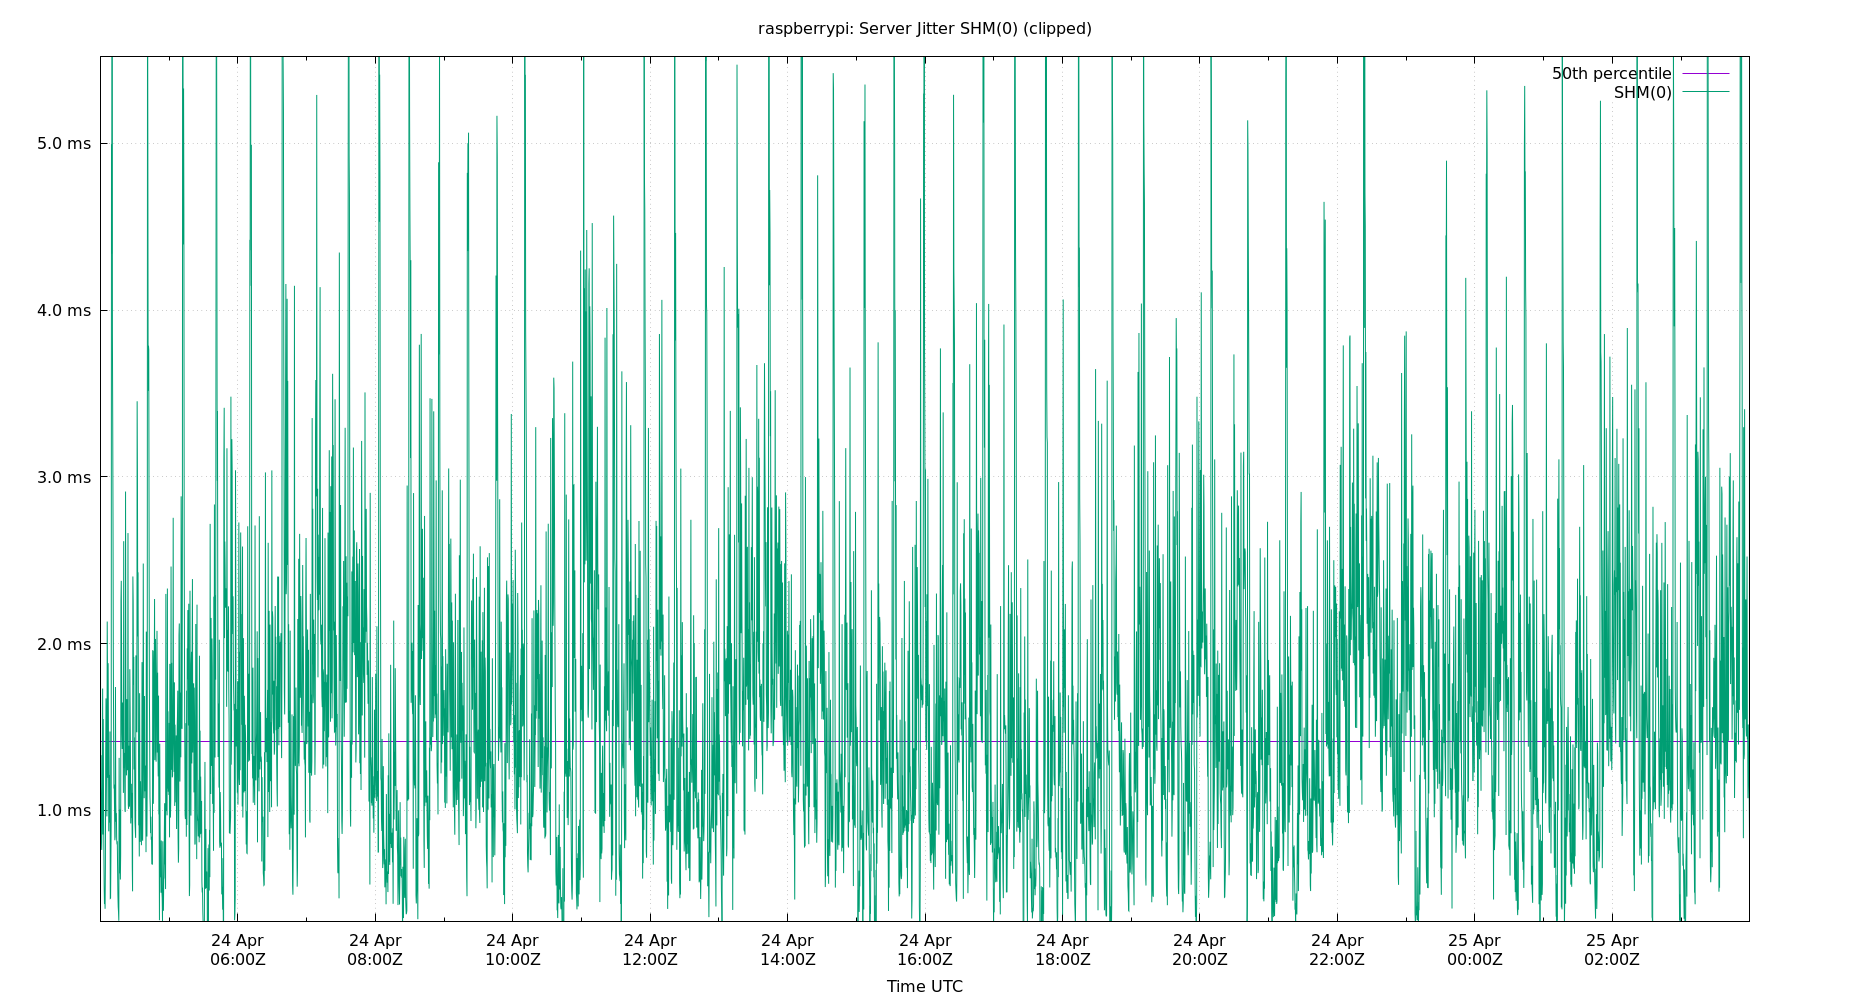 raspberrypi: Server Jitter SHM(0) (clipped)
50th percentile
SHM(0)
5.0 ms
4.0 ms
3.0 ms
2.0 ms
1.0 ms
24 Apr 24 Apr 24 Apr 24 Apr 24 Apr 24 Apr 24 Apr 24 Apr 24 Apr 25 Apr 25 Apr
06:00Z 08:00Z 10:00Z 12:00Z 14:00Z 16:00Z 18:00Z 20:00Z 22:00Z 00:00Z 02:00Z
Time UTC